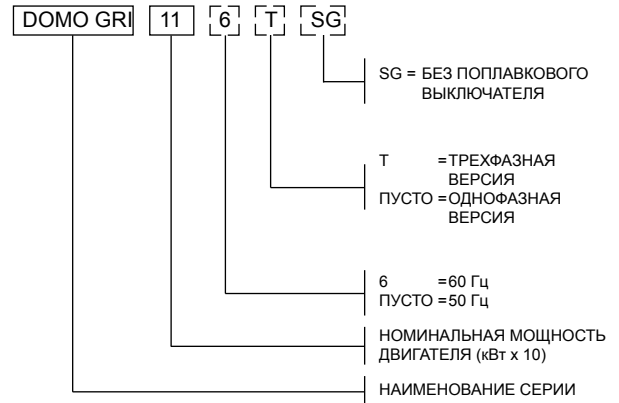 DOMO GRI 11 6 T SG
SG = БЕЗ ПОПЛАВКОВОГО
ВЫКЛЮЧАТЕЛЯ
Т =ТРЕХФАЗНАЯ
ВЕРСИЯ
ПУСТО =ОДНОФАЗНАЯ
ВЕРСИЯ
6 =60 Гц
ПУСТО =50 Гц
НОМИНАЛЬНАЯ МОЩНОСТЬ
ДВИГАТЕЛЯ (кВт x 10)
НАИМЕНОВАНИЕ СЕРИИ